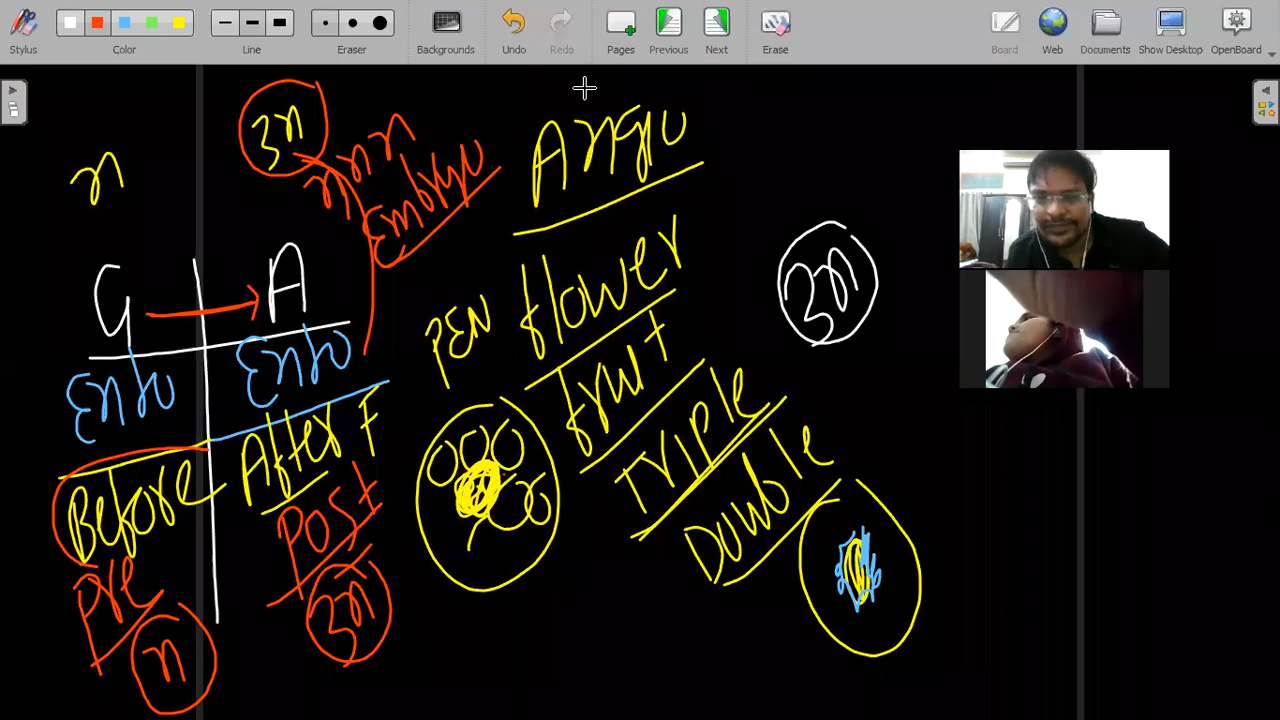 Stylus
Color
Line
Eraser
Backgrounds
Undo
Redo
Pages
Previous
Next
Erase
Board
Web
Documents
Show Desktop
OpenBoard
n
3n
n n n
Embryo
G
A
Endo
Endo
Before
After F
Pre
Post
n
3n
Angio
PEN
flower
fruit
Triple
Double
3n